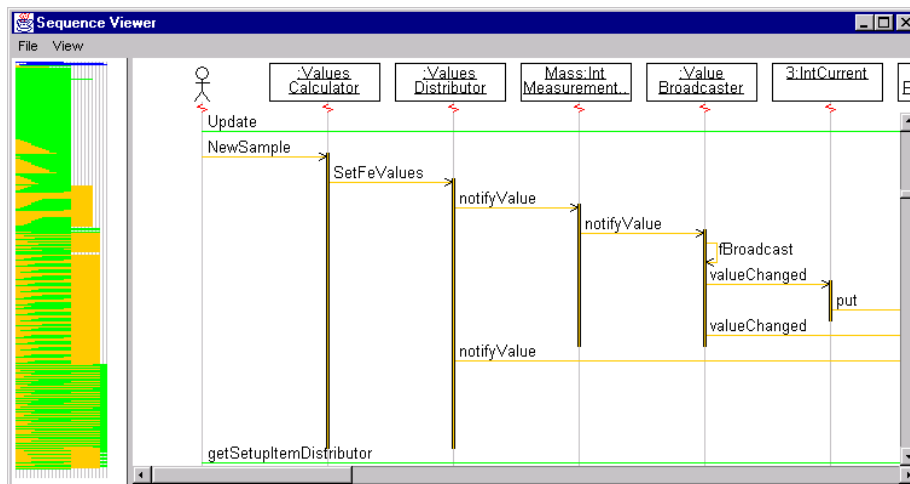 Sequence Viewer
File View
:Values
Calculator
:Values
Distributor
Mass:Int
Measurement..
:Value
Broadcaster
3:IntCurrent
Update
NewSample
SetFeValues
notifyValue
notifyValue
fBroadcast
valueChanged
put
valueChanged
notifyValue
getSetupItemDistributor